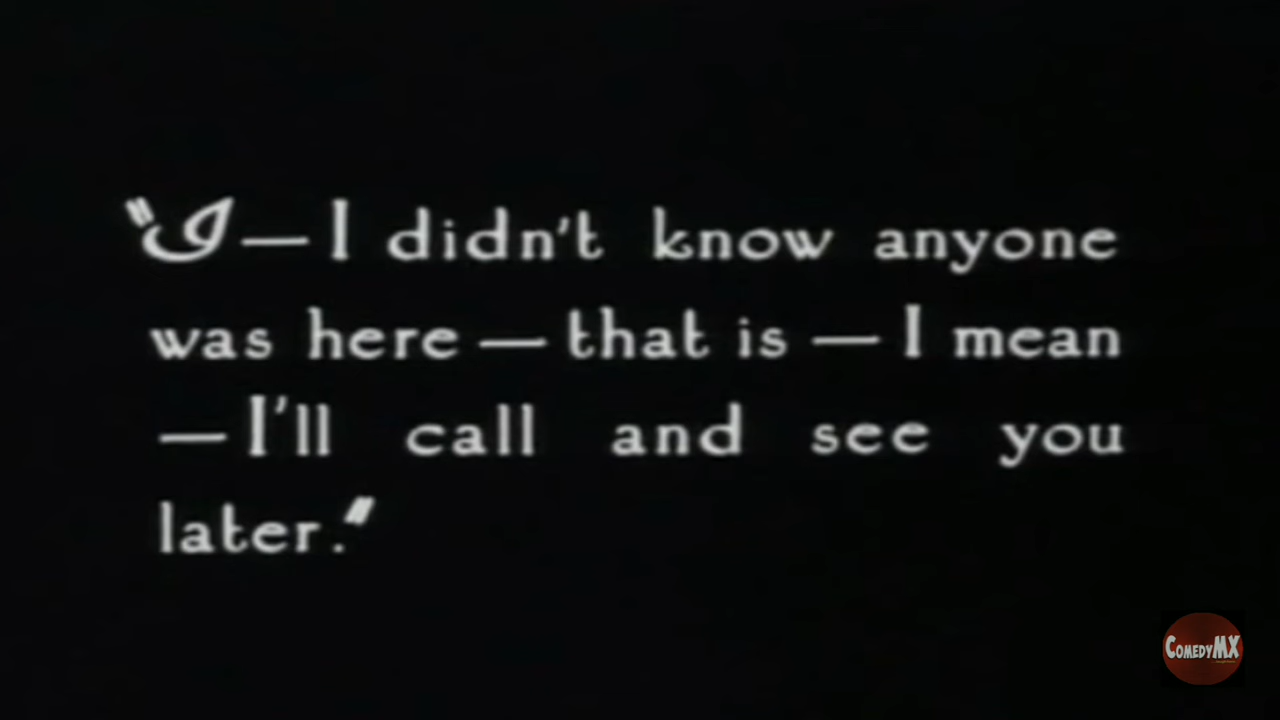 "I—I didn't know anyone
was here — that is — I mean
— I'll call and see you
later."
COMEDYMX